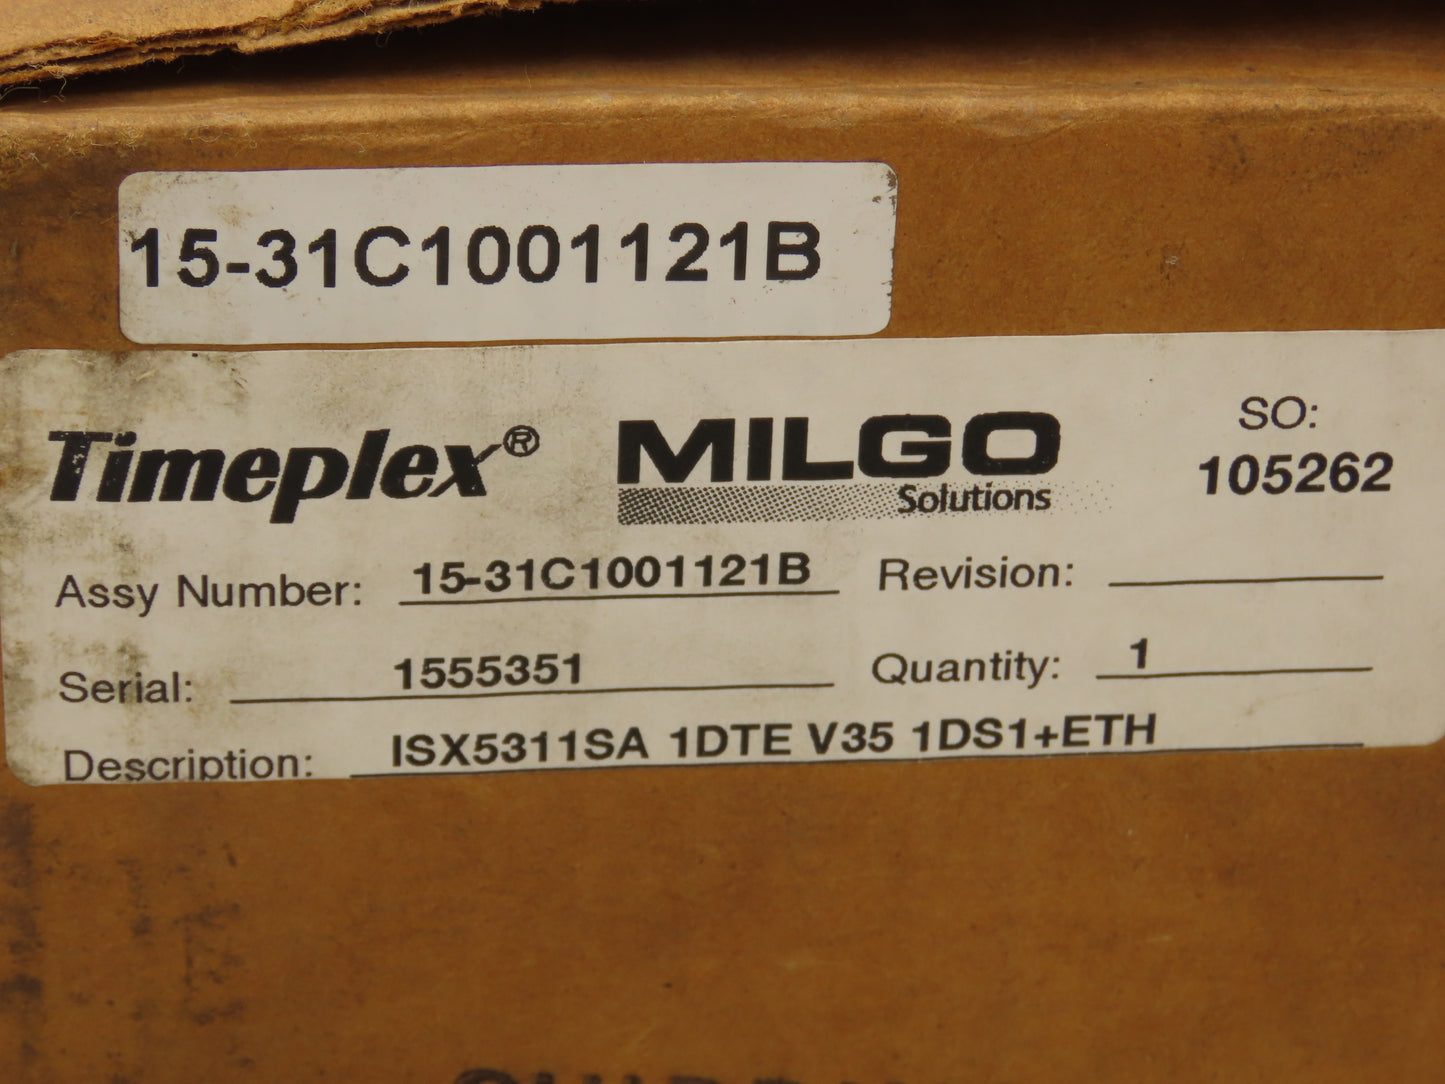 15-31C1001121B
Timeplex® MILGO Solutions SO: 105262
Assy Number: 15-31C1001121B Revision:
Serial: 1555351 Quantity: 1
Description: ISX5311SA 1DTE V35 1DS1+ETH